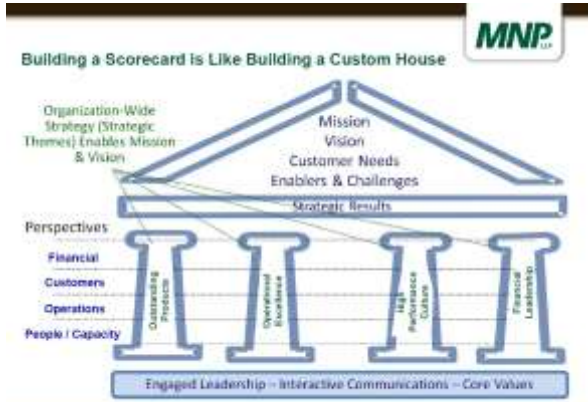 MNP
LLP
Building a Scorecard is Like Building a Custom House
Organization-Wide
Strategy (Strategic
Themes) Enables Mission
& Vision
Mission
Vision
Customer Needs
Enablers & Challenges
Strategic Results
Perspectives
Financial
Customers
Operations
People / Capacity
Outstanding
Products
Operational
Excellence
High
Performance
Culture
Financial
Leadership
Engaged Leadership – Interactive Communications – Core Values